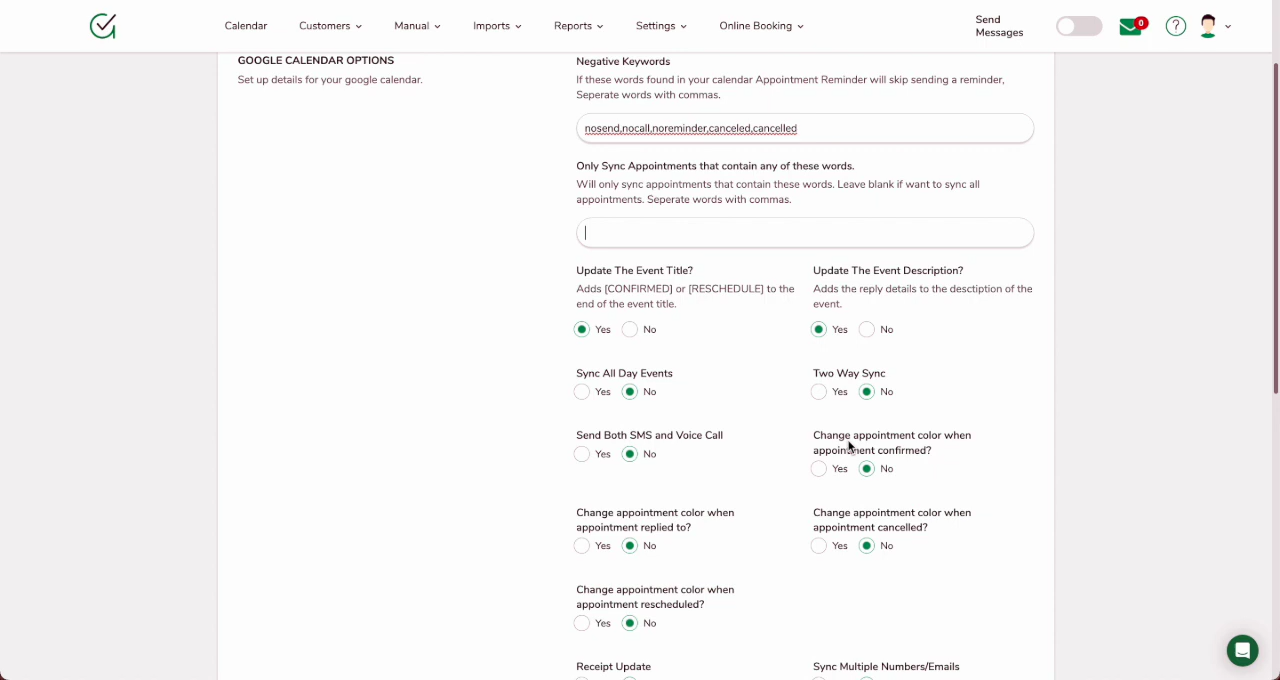 Calendar
Customers
Manual
Imports
Reports
Settings
Online Booking
Send
Messages
0
?
GOOGLE CALENDAR OPTIONS
Set up details for your google calendar.
Negative Keywords
If these words found in your calendar Appointment Reminder will skip sending a reminder,
Seperate words with commas.
nosend,nocall,noreminder,canceled,cancelled
Only Sync Appointments that contain any of these words.
Will only sync appointments that contain these words. Leave blank if want to sync all
appointments. Seperate words with commas.
Update The Event Title?
Adds [CONFIRMED] or [RESCHEDULE] to the
end of the event title.
Yes No
Update The Event Description?
Adds the reply details to the desctiption of the
event.
Yes No
Sync All Day Events
Yes No
Two Way Sync
Yes No
Send Both SMS and Voice Call
Yes No
Change appointment color when
appointment confirmed?
Yes No
Change appointment color when
appointment replied to?
Yes No
Change appointment color when
appointment cancelled?
Yes No
Change appointment color when
appointment rescheduled?
Yes No
Receipt Update
Sync Multiple Numbers/Emails